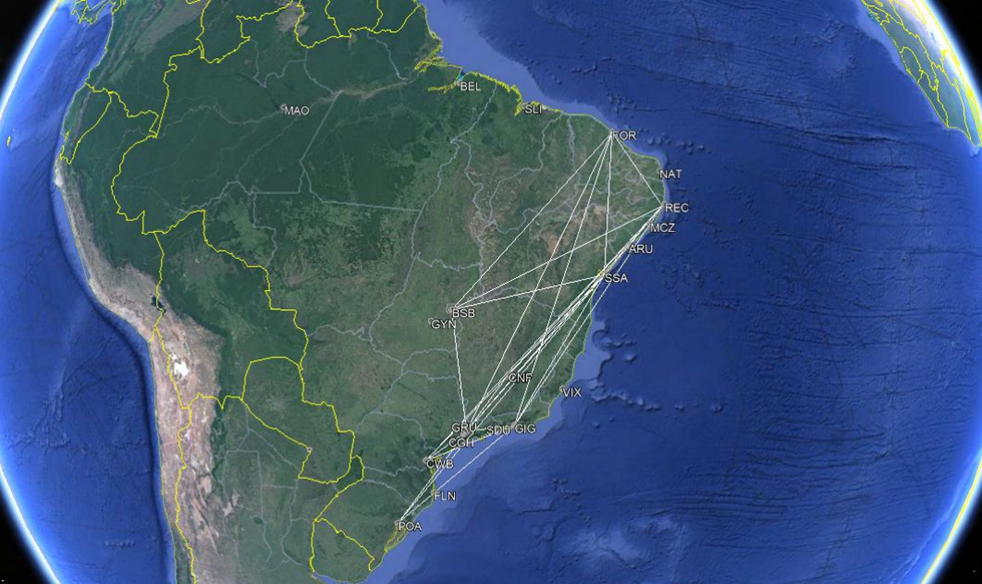 BEL
MAO
SLI
FOR
NAT
REC
MCZ
ARU
SSA
BSB
GYN
CNF
VIX
GRU
SDU
GIG
CGH
CWB
FLN
POA